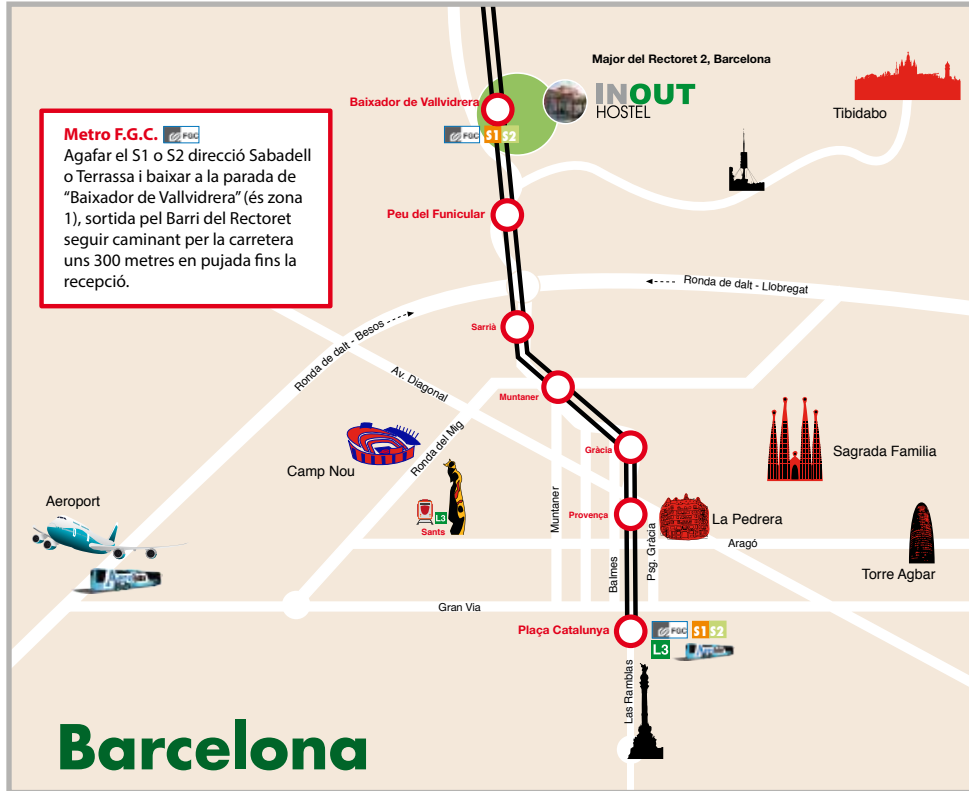 Major del Rectoret 2, Barcelona
INOUT
HOSTEL
Tibidabo
Baixador de Vallvidrera
FGC S1 S2
Metro F.G.C. FGC
Agafar el S1 o S2 direcció Sabadell
o Terrassa i baixar a la parada de
“Baixador de Vallvidrera” (és zona
1), sortida pel Barri del Rectoret
seguir caminant per la carretera
uns 300 metres en pujada fins la
recepció.
Peu del Funicular
Ronda de dalt - Llobregat
Ronda de dalt - Besos
Sarrià
Av. Diagonal
Muntaner
Ronda del Mig
Camp Nou
Gràcia
Sagrada Familia
Aeroport
L3
Sants
Muntaner
Provença
La Pedrera
Psg. Gràcia
Aragó
Balmes
Torre Agbar
Gran Via
Plaça Catalunya
FGC S1 S2
L3
Las Ramblas
Barcelona